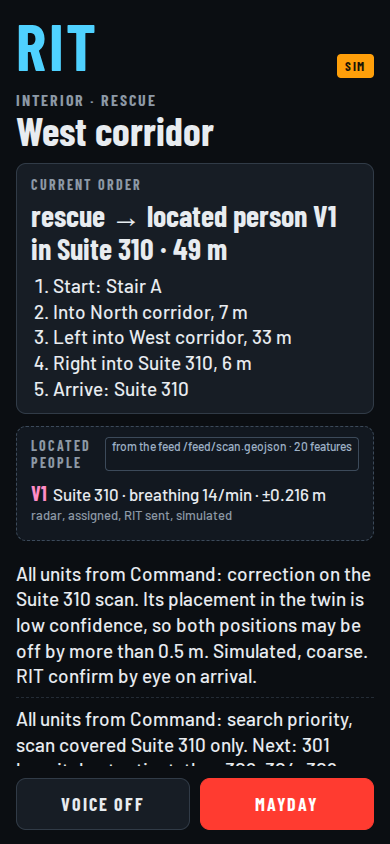 RIT
SIM
INTERIOR · RESCUE
West corridor
CURRENT ORDER
rescue → located person V1
in Suite 310 · 49 m
1. Start: Stair A
2. Into North corridor, 7 m
3. Left into West corridor, 33 m
4. Right into Suite 310, 6 m
5. Arrive: Suite 310
LOCATED
PEOPLE
from the feed /feed/scan.geojson · 20 features
V1 Suite 310 · breathing 14/min · ±0.216 m
radar, assigned, RIT sent, simulated
All units from Command: correction on the
Suite 310 scan. Its placement in the twin is
low confidence, so both positions may be
off by more than 0.5 m. Simulated, coarse.
RIT confirm by eye on arrival.
All units from Command: search priority,
scan covered Suite 310 only. Next: 301
VOICE OFF
MAYDAY